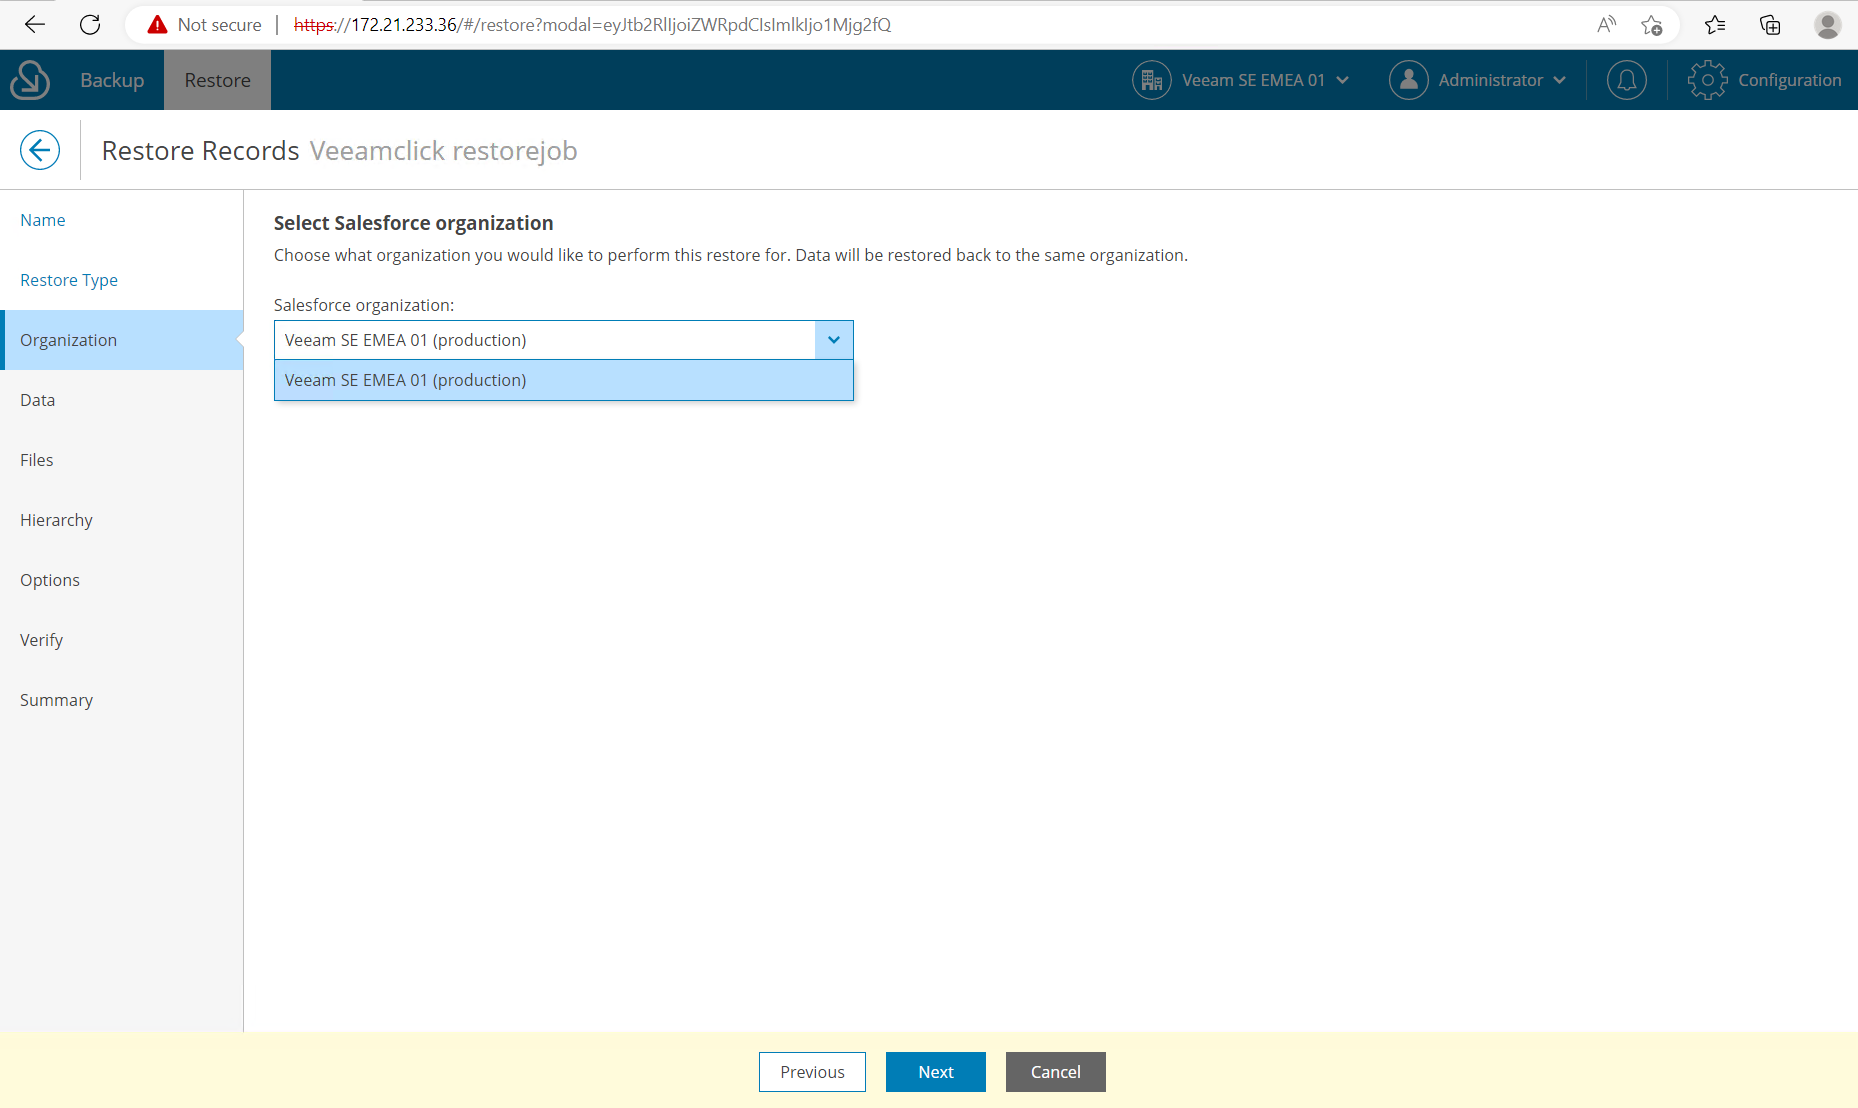 Not secure | https://172.21.233.36/#/restore?modal=eyJtb2RlIjoiZWRpdCIsImlkIjo1Mjg2fQ
Backup Restore Veeam SE EMEA 01 Administrator Configuration
Restore Records Veeamclick restorejob
Name
Restore Type
Organization
Data
Files
Hierarchy
Options
Verify
Summary
Select Salesforce organization
Choose what organization you would like to perform this restore for. Data will be restored back to the same organization.
Salesforce organization:
Veeam SE EMEA 01 (production)
Veeam SE EMEA 01 (production)
Previous Next Cancel